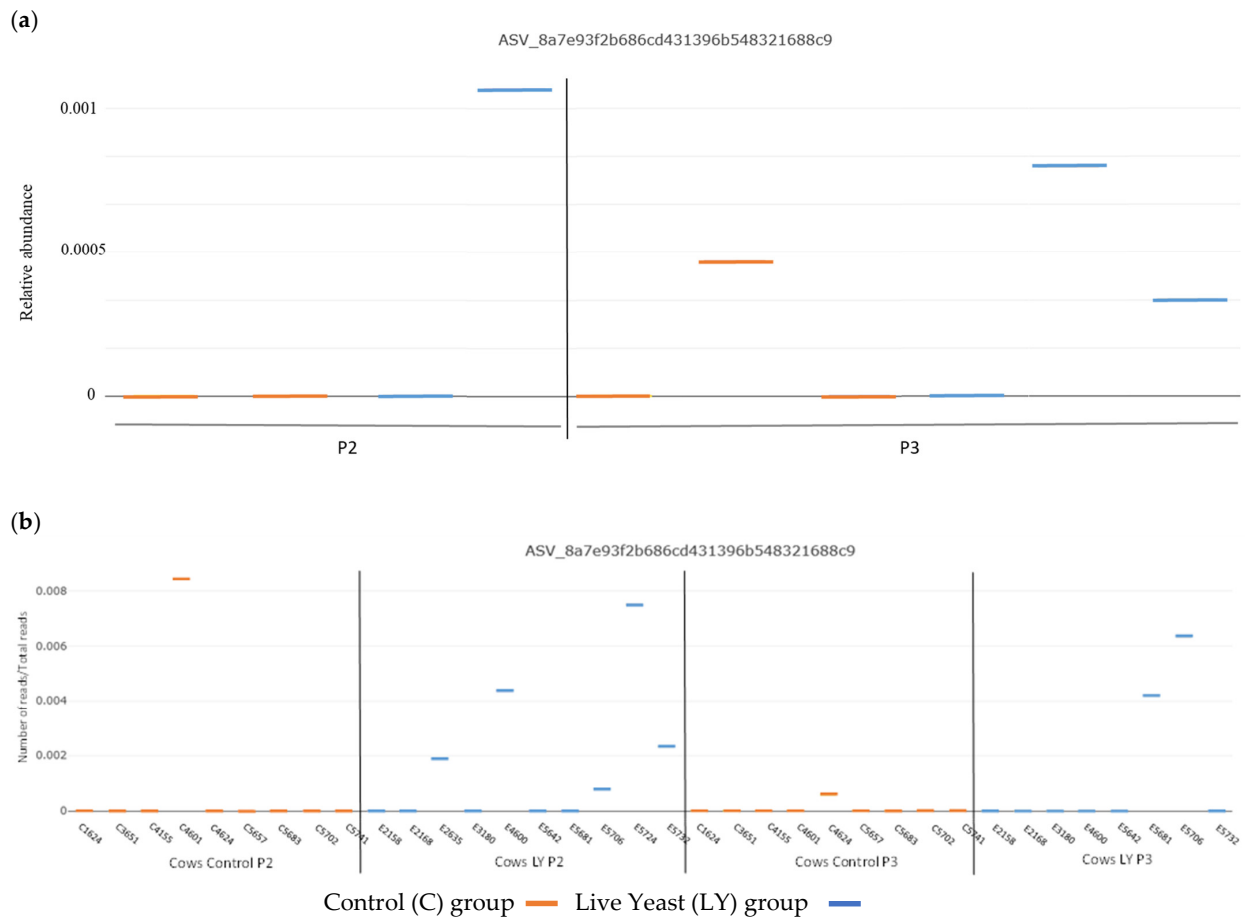 (a)
ASV_8a7e93f2b686cd431396b548321688c9
Relative abundance
0.001
0.0005
0
P2 P3
(b)
ASV_8a7e93f2b686cd431396b548321688c9
Number of reads/Total reads
0.008
0.006
0.004
0.002
0
C1624 C3651 C4155 C4601 C4624 C5657 C5683 C5702 C5741 E2158 E2168 E2635 E3180 E4600 E5642 E5681 E5706 E5724 E5732 C1624 C3651 C4155 C4601 C4624 C5657 C5683 C5702 C5741 E2158 E2168 E3180 E4600 E5642 E5681 E5706 E5732
Cows Control P2 Cows LY P2 Cows Control P3 Cows LY P3
Control (C) group Live Yeast (LY) group